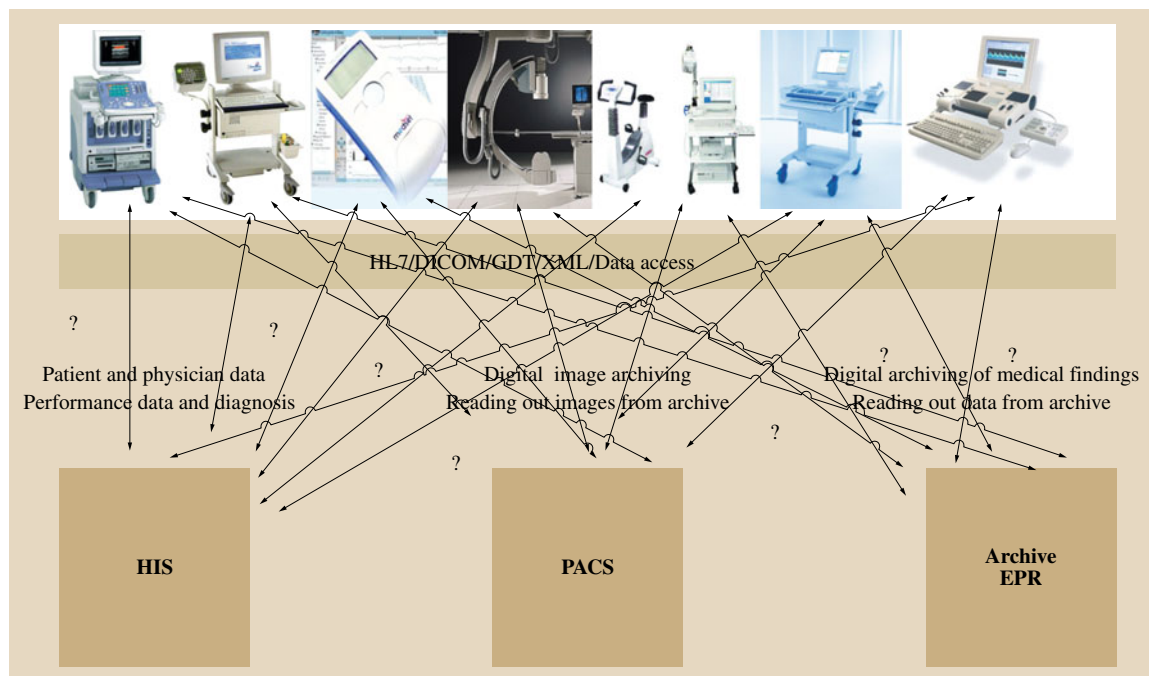 HL7/DICOM/GDT/XML/Data access
?
?
?
?
?
Patient and physician data
Performance data and diagnosis
Digital image archiving
Reading out images from archive
Digital archiving of medical findings
Reading out data from archive
?
?
HIS
PACS
Archive
EPR